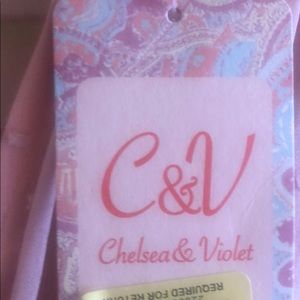 C&V
Chelsea & Violet
REQUIRED FOR RETURN